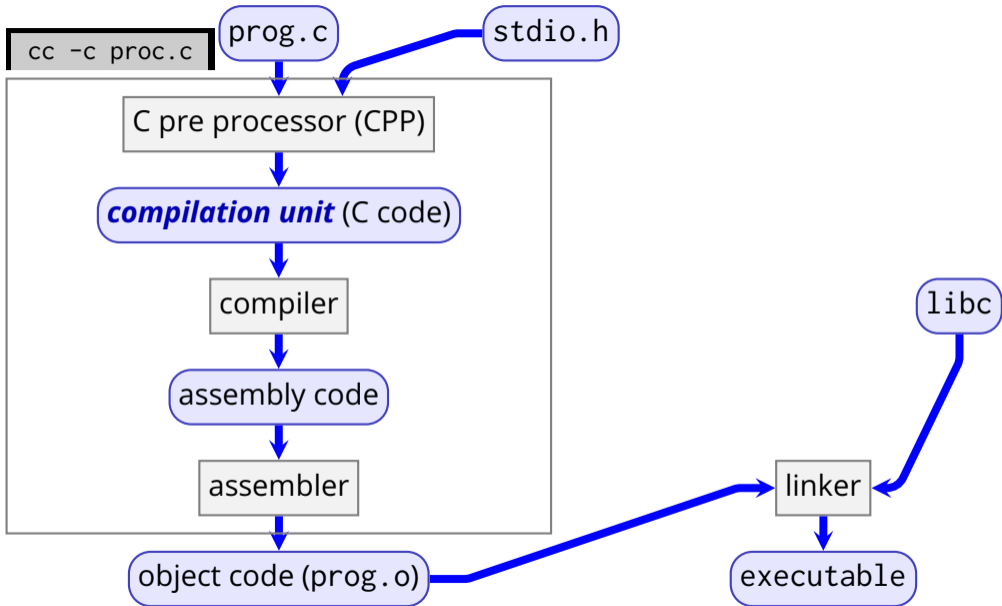 prog.c
stdio.h
cc -c proc.c
C pre processor (CPP)
compilation unit (C code)
compiler
libc
assembly code
assembler
linker
object code (prog.o)
executable